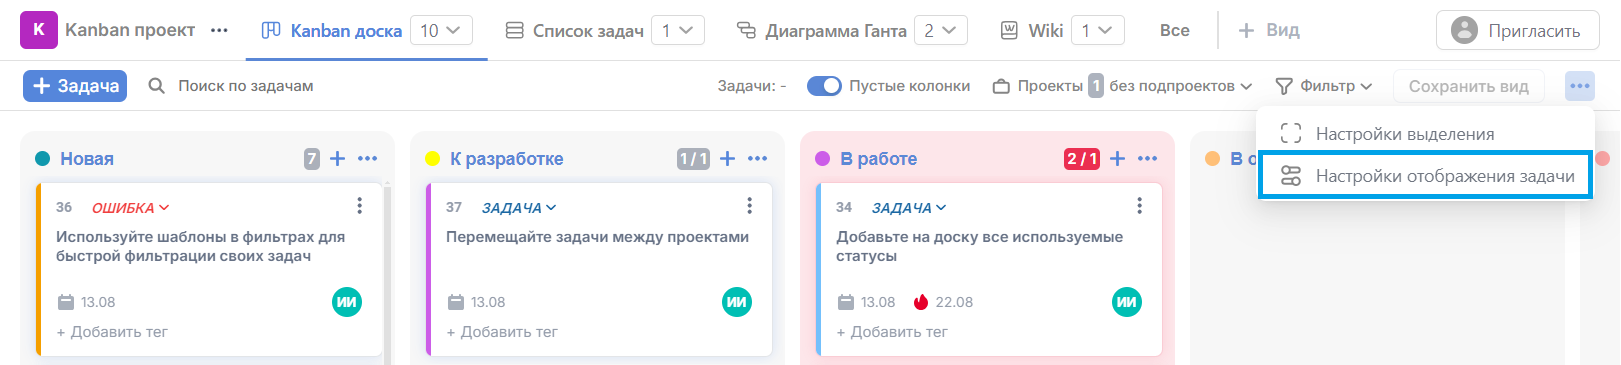 K Kanban проект ••• Kanban доска 10 Список задач 1 Диаграмма Ганта 2 Wiki 1 Все + Вид Пригласить
+ Задача Поиск по задачам Задачи: - Пустые колонки Проекты 1 без подпроектов Фильтр Сохранить вид •••
Настройки выделения
Настройки отображения задачи
Новая 7 + •••
36 ОШИБКА
Используйте шаблоны в фильтрах для
быстрой фильтрации своих задач
13.08 ИИ
+ Добавить тег
К разработке 1 / 1 + •••
37 ЗАДАЧА
Перемещайте задачи между проектами
13.08 ИИ
+ Добавить тег
В работе 2 / 1 + •••
34 ЗАДАЧА
Добавьте на доску все используемые
статусы
13.08 22.08 ИИ
+ Добавить тег
В о